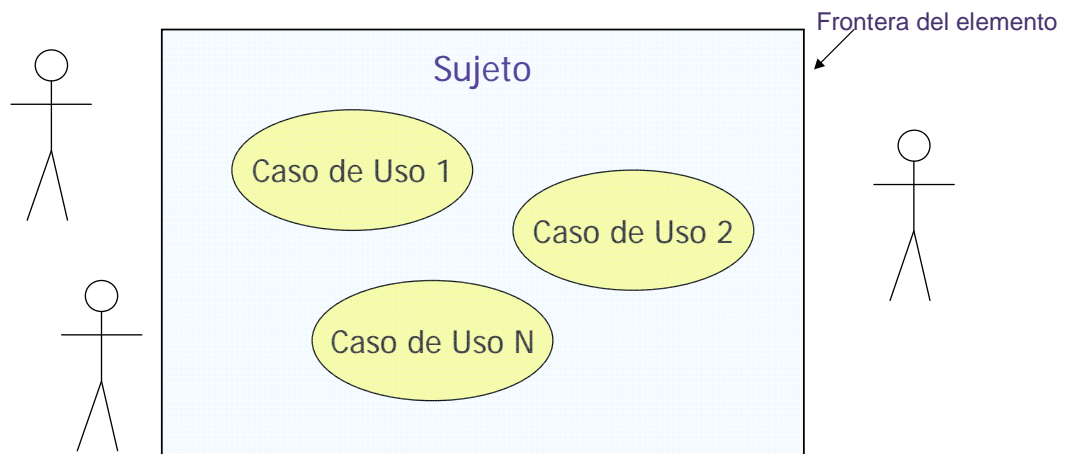 Frontera del elemento
Sujeto
Caso de Uso 1
Caso de Uso 2
Caso de Uso N